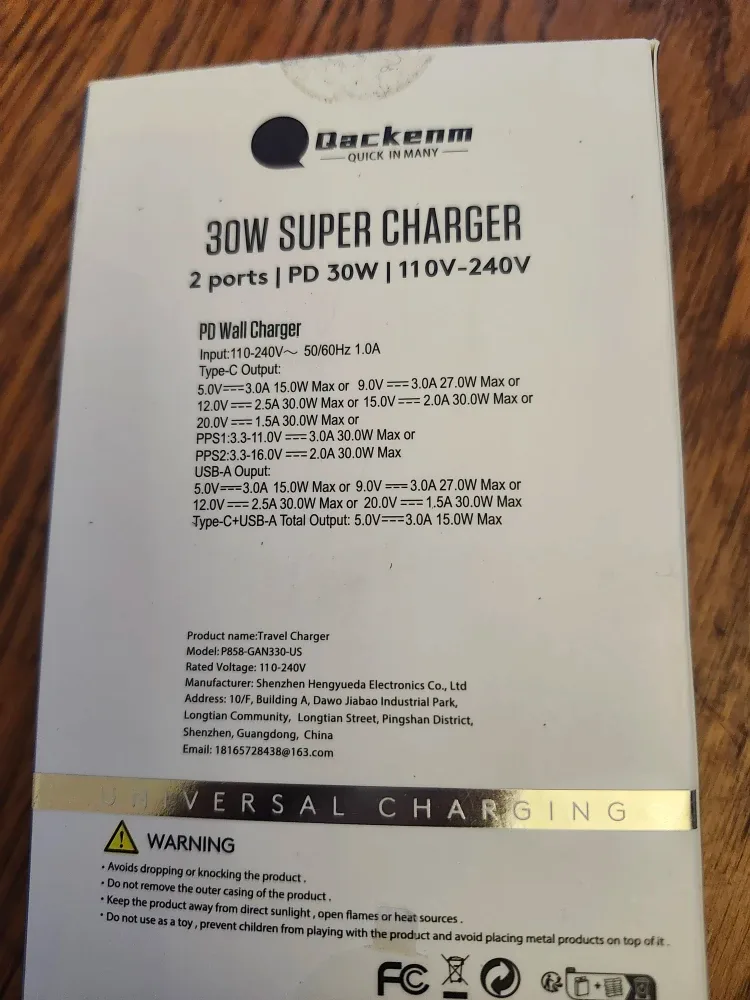 Qackenm
QUICK IN MANY
30W SUPER CHARGER
2 ports | PD 30W | 110V-240V
PD Wall Charger
Input:110-240V～ 50/60Hz 1.0A
Type-C Output:
5.0V⎓3.0A 15.0W Max or 9.0V ⎓3.0A 27.0W Max or
12.0V ⎓ 2.5A 30.0W Max or 15.0V ⎓ 2.0A 30.0W Max or
20.0V ⎓ 1.5A 30.0W Max or
PPS1:3.3-11.0V ⎓3.0A 30.0W Max or
PPS2:3.3-16.0V ⎓2.0A 30.0W Max
USB-A Ouput:
5.0V⎓3.0A 15.0W Max or 9.0V ⎓3.0A 27.0W Max or
12.0V ⎓ 2.5A 30.0W Max or 20.0V ⎓ 1.5A 30.0W Max
Type-C+USB-A Total Output: 5.0V⎓3.0A 15.0W Max
Product name:Travel Charger
Model:P858-GAN330-US
Rated Voltage: 110-240V
Manufacturer: Shenzhen Hengyueda Electronics Co., Ltd
Address: 10/F, Building A, Dawo Jiabao Industrial Park,
Longtian Community, Longtian Street, Pingshan District,
Shenzhen, Guangdong, China
Email: 18165728438@163.com
UNIVERSAL CHARGING
WARNING
• Avoids dropping or knocking the product .
• Do not remove the outer casing of the product .
• Keep the product away from direct sunlight , open flames or heat sources .
• Do not use as a toy , prevent children from playing with the product and avoid placing metal products on top of it .
FC